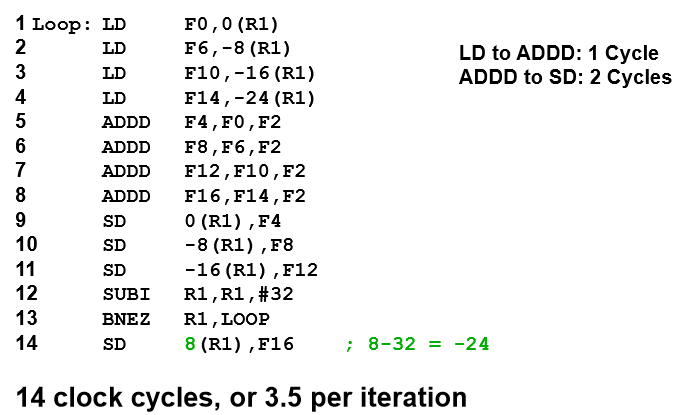 1 Loop: LD F0,0(R1)
2 LD F6,-8(R1)
3 LD F10,-16(R1)
4 LD F14,-24(R1)
5 ADDD F4,F0,F2
6 ADDD F8,F6,F2
7 ADDD F12,F10,F2
8 ADDD F16,F14,F2
9 SD 0(R1),F4
10 SD -8(R1),F8
11 SD -16(R1),F12
12 SUBI R1,R1,#32
13 BNEZ R1,LOOP
14 SD 8(R1),F16 ; 8-32 = -24
LD to ADDD: 1 Cycle
ADDD to SD: 2 Cycles
14 clock cycles, or 3.5 per iteration